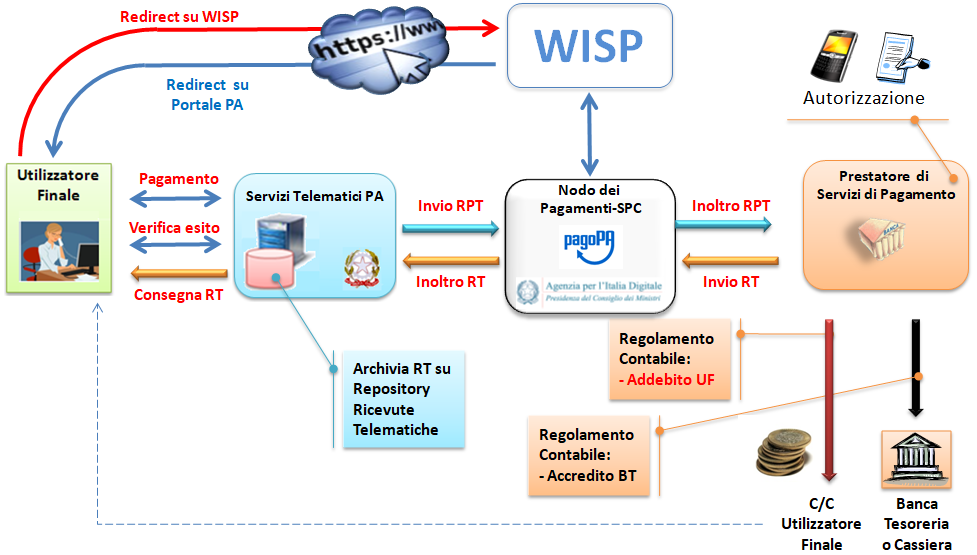 Redirect su WISP
https://ww
WISP
Redirect su
Portale PA
Autorizzazione
Utilizzatore
Finale
Pagamento
Verifica esito
Consegna RT
Servizi Telematici PA
Invio RPT
Inoltro RT
Nodo dei
Pagamenti-SPC
pagoPA
Agenzia per l'Italia Digitale
Presidenza del Consiglio dei Ministri
Inoltro RPT
Invio RT
Prestatore di
Servizi di Pagamento
BANCA
Archivia RT su
Repository
Ricevute
Telematiche
Regolamento
Contabile:
- Addebito UF
Regolamento
Contabile:
- Accredito BT
C/C
Utilizzatore
Finale
Banca
Tesoreria
o Cassiera